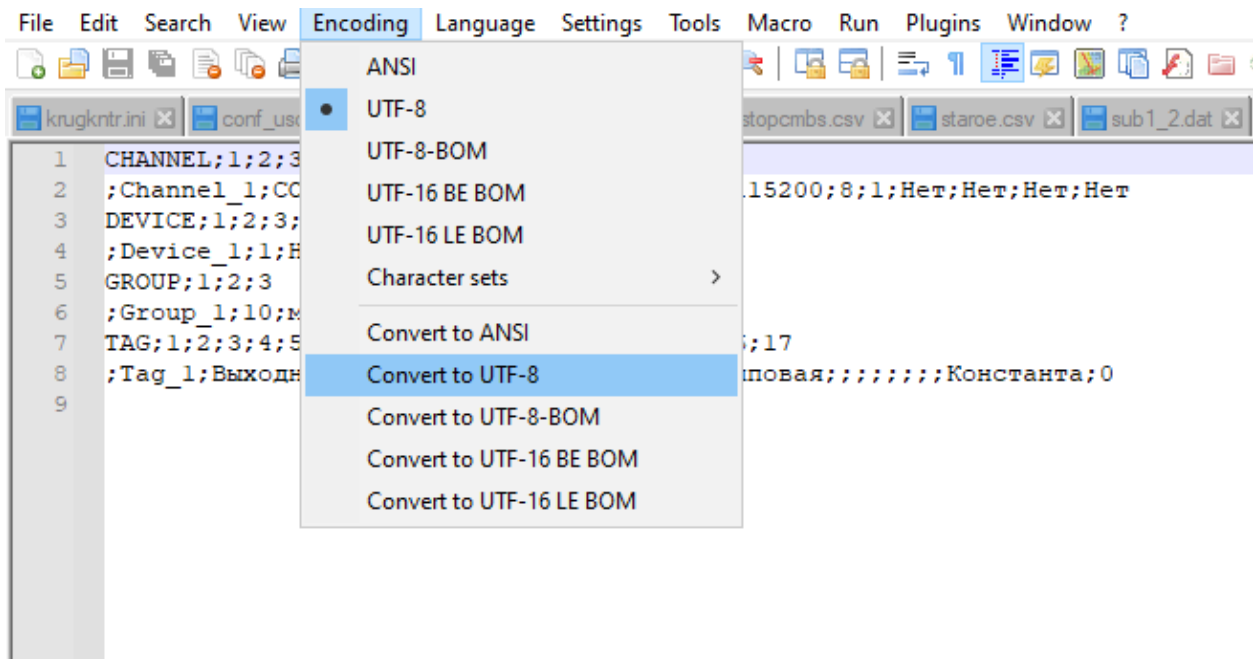 File Edit Search View Encoding Language Settings Tools Macro Run Plugins Window ?
krugkntr.ini conf_usd stopcmbs.csv staroe.csv sub1_2.dat
ANSI
UTF-8
UTF-8-BOM
UTF-16 BE BOM
UTF-16 LE BOM
Character sets
Convert to ANSI
Convert to UTF-8
Convert to UTF-8-BOM
Convert to UTF-16 BE BOM
Convert to UTF-16 LE BOM
1 CHANNEL;1;2;3
2 ;Channel_1;CO .15200;8;1;Нет;Нет;Нет;Нет
3 DEVICE;1;2;3;
4 ;Device_1;1;Н
5 GROUP;1;2;3
6 ;Group_1;10;м
7 TAG;1;2;3;4;5 ;17
8 ;Tag_1;Выходн повая;;;;;;;;Константа;0
9